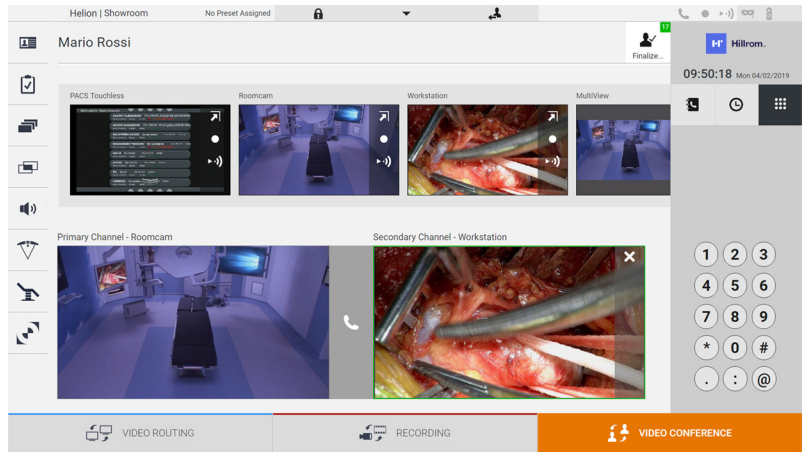 Helion | Showroom
No Preset Assigned
Mario Rossi
17
Finalize...
Hillrom.
09:50:18 Mon 04/02/2019
PACS Touchless
Roomcam
Workstation
MultiView
Primary Channel - Roomcam
Secondary Channel - Workstation
1 2 3
4 5 6
7 8 9
* 0 #
. : @
VIDEO ROUTING
RECORDING
VIDEO CONFERENCE